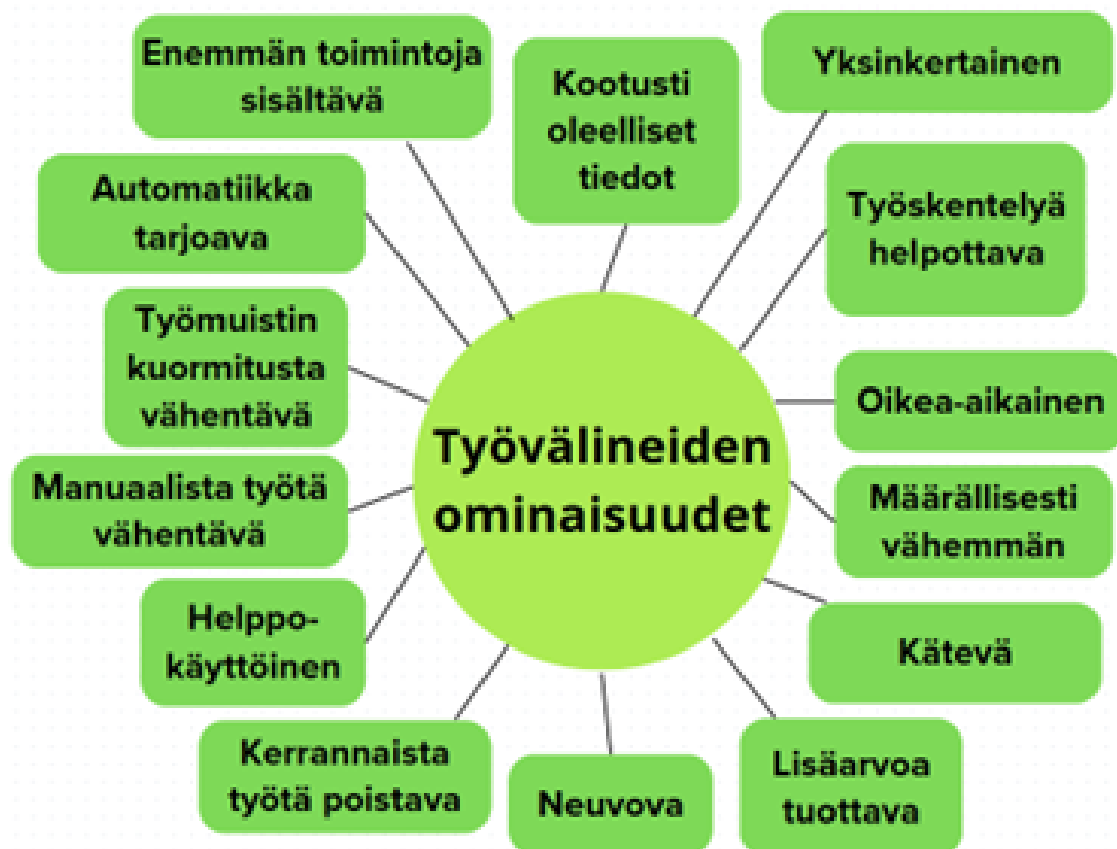 Enemmän toimintoja
sisältävä
Kootusti
oleelliset
tiedot
Yksinkertainen
Automatiikka
tarjoava
Työskentelyä
helpottava
Työmuistin
kuormitusta
vähentävä
Oikea-aikainen
Työvälineiden
ominaisuudet
Manuaalista työtä
vähentävä
Määrällisesti
vähemmän
Helppo-
käyttöinen
Kätevä
Kerrannaista
työtä poistava
Neuvova
Lisäarvoa
tuottava